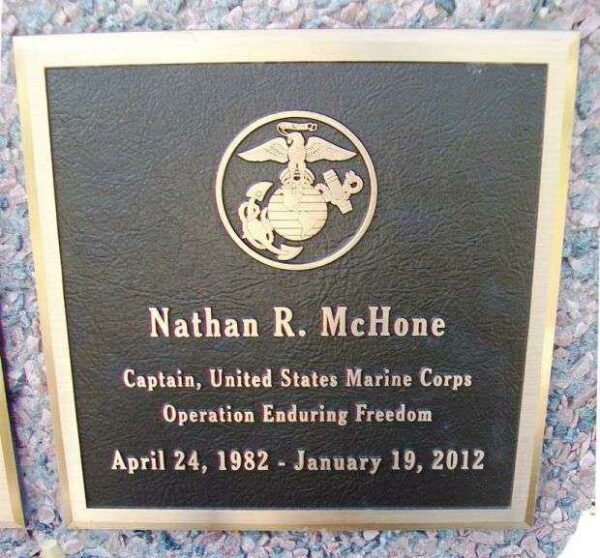 Nathan R. McHone
Captain, United States Marine Corps
Operation Enduring Freedom
April 24, 1982 - January 19, 2012